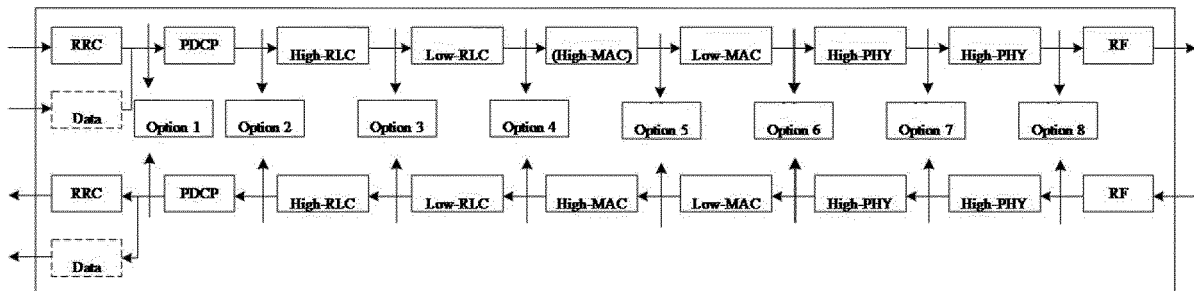 RRC PDCP High-RLC Low-RLC (High-MAC) Low-MAC High-PHY High-PHY RF
Data Option 1 Option 2 Option 3 Option 4 Option 5 Option 6 Option 7 Option 8
RRC PDCP High-RLC Low-RLC High-MAC Low-MAC High-PHY High-PHY RF
Data